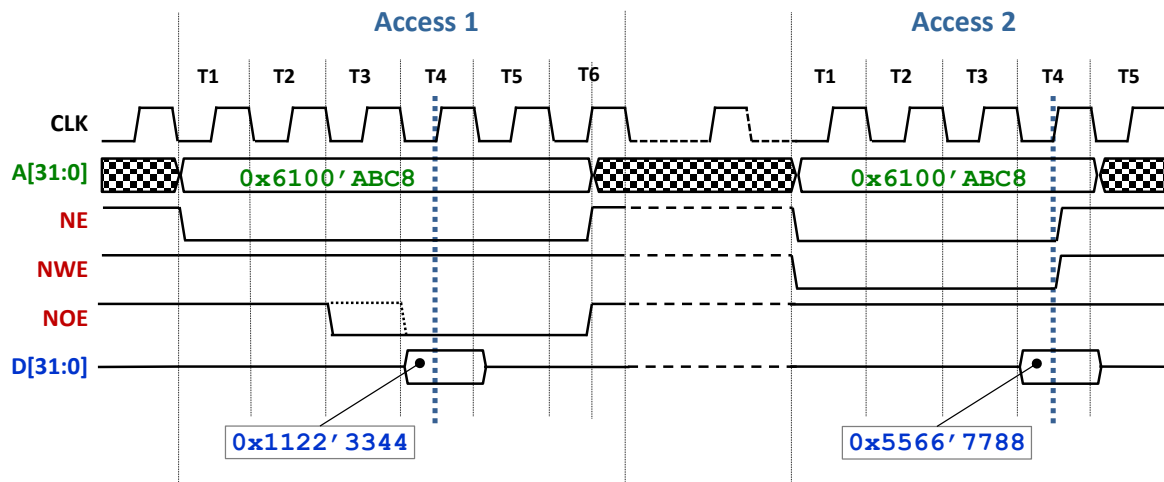 Access 1 Access 2
T1 T2 T3 T4 T5 T6 T1 T2 T3 T4 T5
CLK
A[31:0] 0x6100’ABC8 0x6100’ABC8
NE
NWE
NOE
D[31:0]
0x1122’3344 0x5566’7788